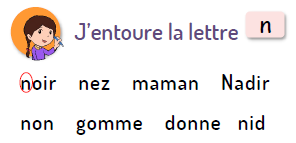 J'entoure la lettre n
noir nez maman Nadir
non gomme donne nid